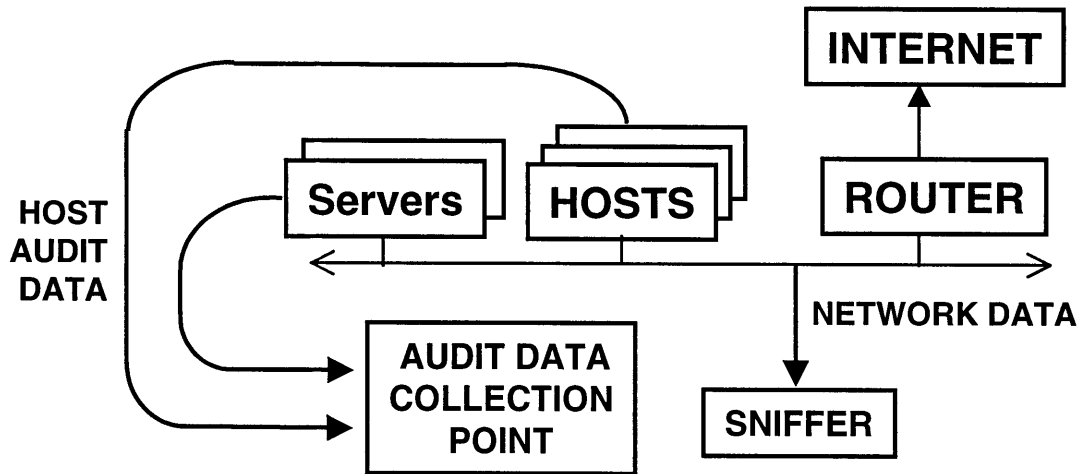 INTERNET
Servers
HOSTS
ROUTER
HOST
AUDIT
DATA
NETWORK DATA
AUDIT DATA
COLLECTION
POINT
SNIFFER